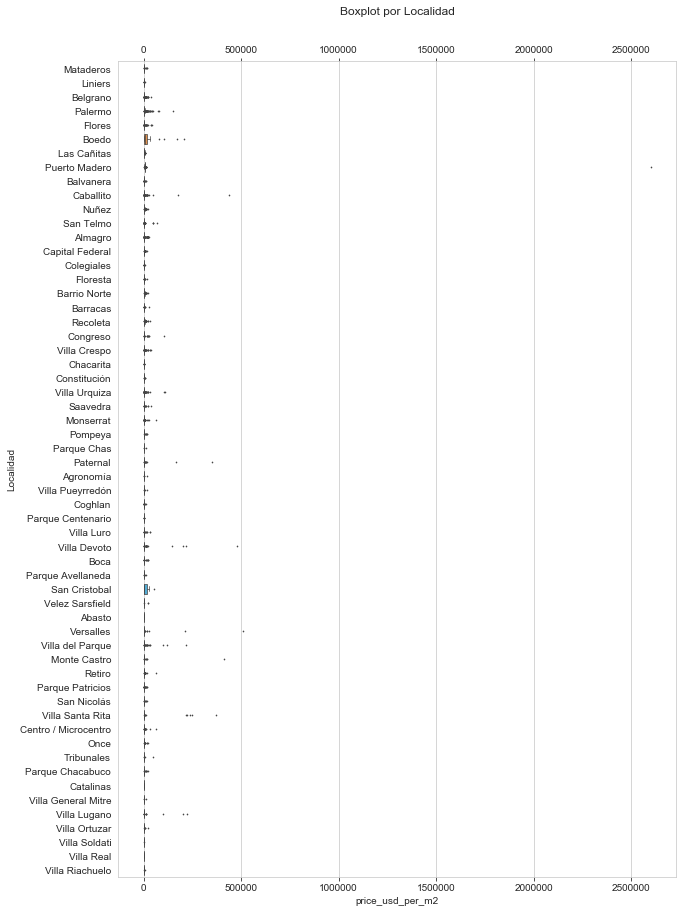 Boxplot por Localidad
0 500000 1000000 1500000 2000000 2500000
Mataderos
Liniers
Belgrano
Palermo
Flores
Boedo
Las Cañitas
Puerto Madero
Balvanera
Caballito
Nuñez
San Telmo
Almagro
Capital Federal
Colegiales
Floresta
Barrio Norte
Barracas
Recoleta
Congreso
Villa Crespo
Chacarita
Constitución
Villa Urquiza
Saavedra
Monserrat
Pompeya
Parque Chas
Paternal
Agronomia
Villa Pueyrredón
Coghlan
Parque Centenario
Villa Luro
Villa Devoto
Boca
Parque Avellaneda
San Cristobal
Velez Sarsfield
Abasto
Versalles
Villa del Parque
Monte Castro
Retiro
Parque Patricios
San Nicolás
Villa Santa Rita
Centro / Microcentro
Once
Tribunales
Parque Chacabuco
Catalinas
Villa General Mitre
Villa Lugano
Villa Ortuzar
Villa Soldati
Villa Real
Villa Riachuelo
Localidad
0 500000 1000000 1500000 2000000 2500000
price_usd_per_m2